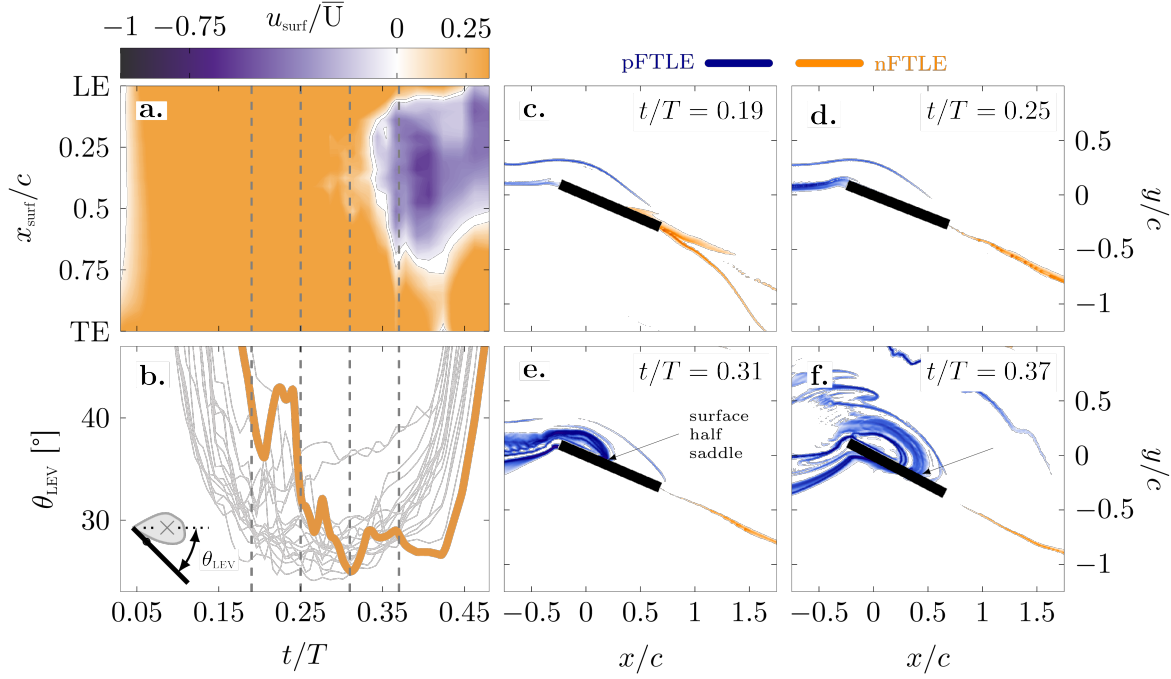 u_surf/U̅
−1 −0.75 0 0.25
pFTLE nFTLE
LE
0.25
0.5
0.75
TE
x_surf/c
a.
c.
t/T = 0.19
d.
t/T = 0.25
0.5
0
−0.5
−1
y/c
b.
40
30
θ_LEV [°]
θ_LEV
e.
t/T = 0.31
surface
half
saddle
f.
t/T = 0.37
0.5
0
−0.5
−1
y/c
0.05 0.15 0.25 0.35 0.45
t/T
−0.5 0 0.5 1 1.5
x/c
−0.5 0 0.5 1 1.5
x/c